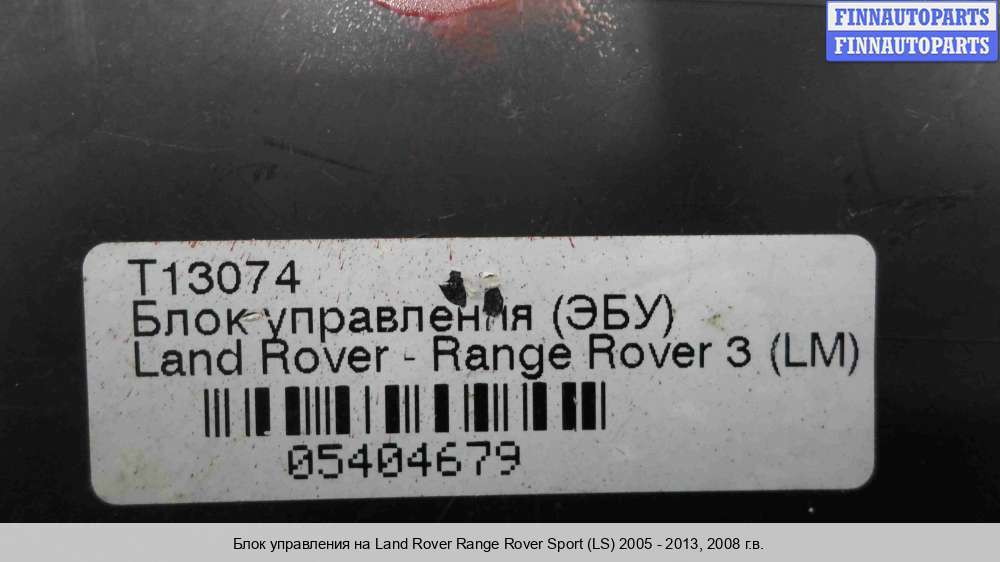 FINNAUTOPARTS
FINNAUTOPARTS
T13074
Блок управления (ЭБУ)
Land Rover - Range Rover 3 (LM)
05404679
Блок управления на Land Rover Range Rover Sport (LS) 2005 - 2013, 2008 г.в.